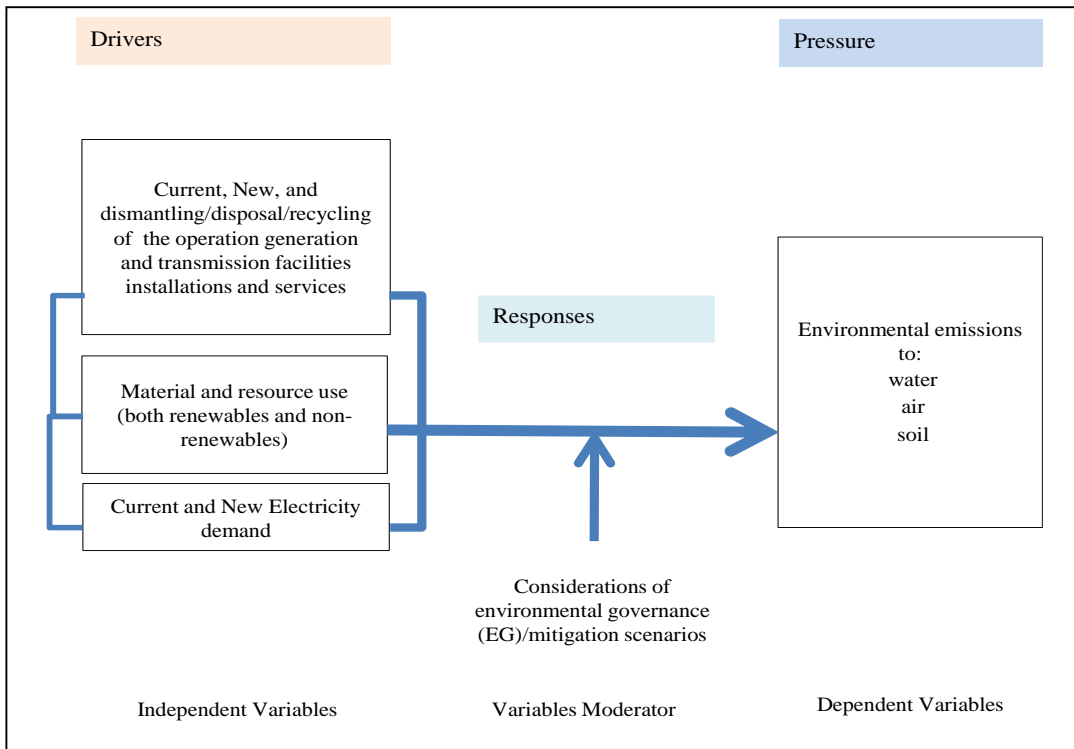 Drivers
Pressure
Current, New, and
dismantling/disposal/recycling
of the operation generation
and transmission facilities
installations and services
Material and resource use
(both renewables and non-
renewables)
Current and New Electricity
demand
Responses
Considerations of
environmental governance
(EG)/mitigation scenarios
Environmental emissions
to:
water
air
soil
Independent Variables
Variables Moderator
Dependent Variables